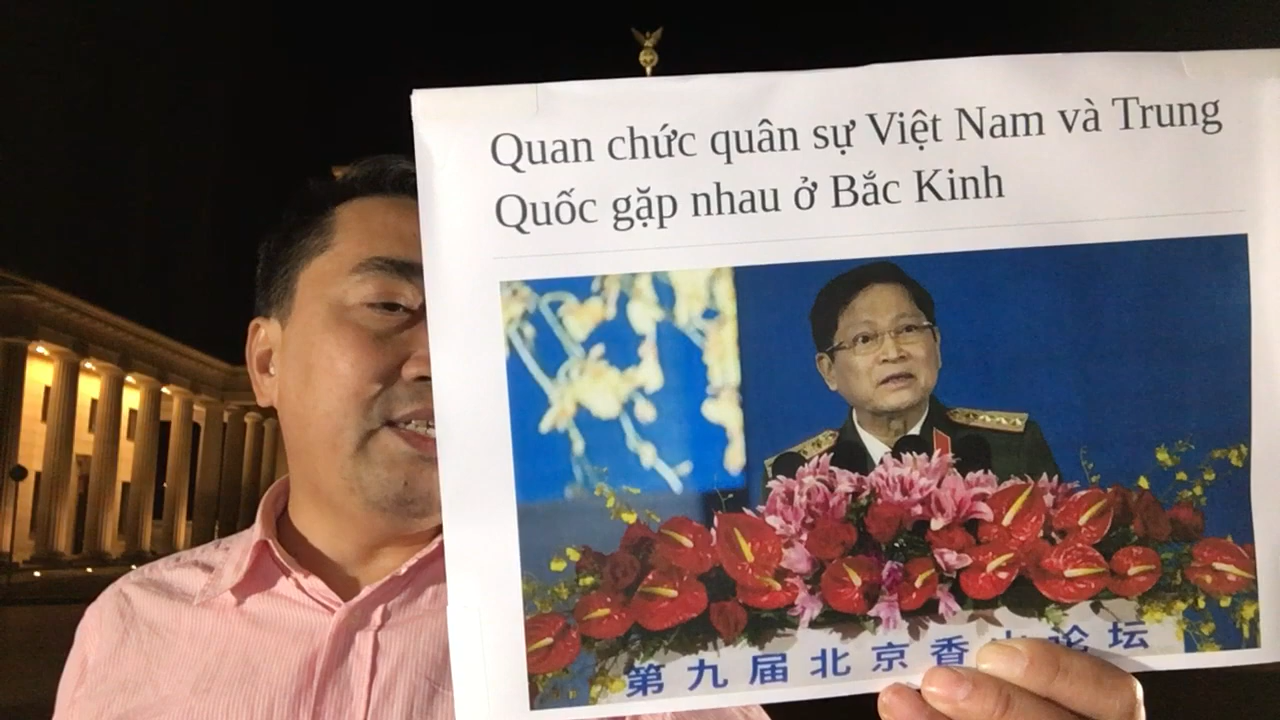 Quan chức quân sự Việt Nam và Trung
Quốc gặp nhau ở Bắc Kinh
第九届北京香山论坛